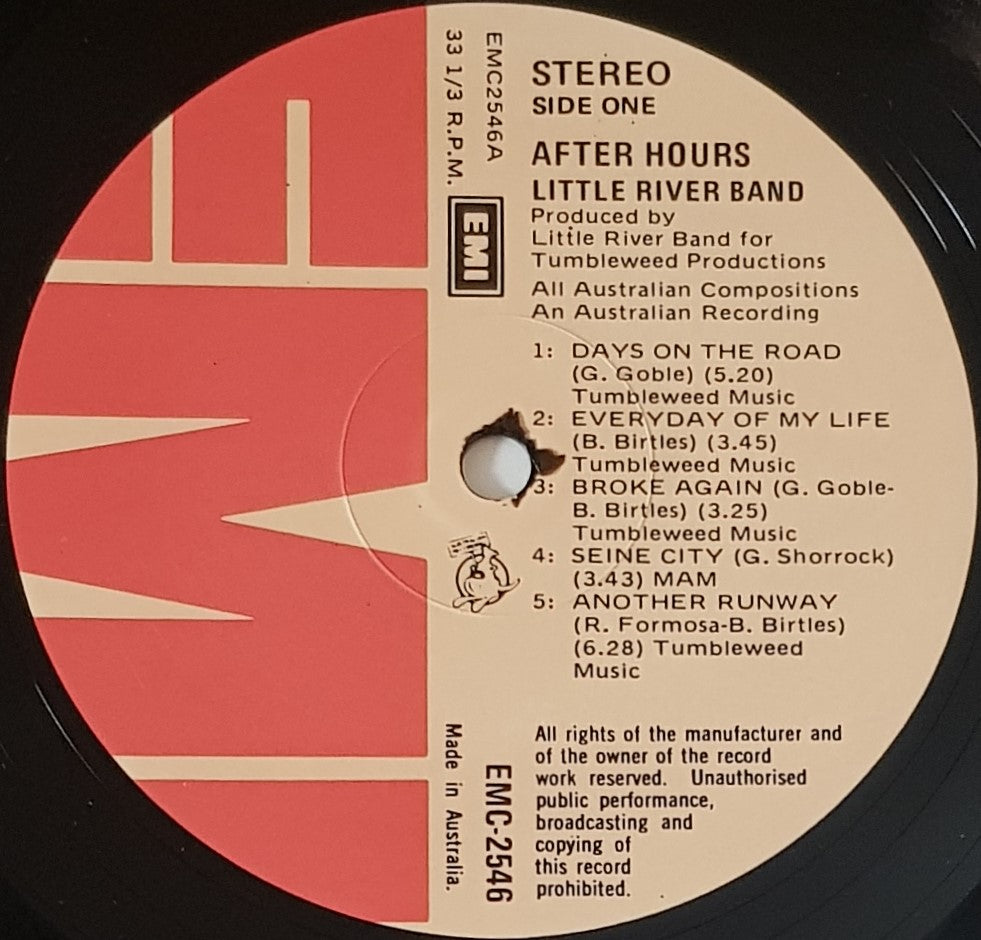 STEREO
SIDE ONE
AFTER HOURS
LITTLE RIVER BAND
Produced by
Little River Band for
Tumbleweed Productions
All Australian Compositions
An Australian Recording
1: DAYS ON THE ROAD
(G. Goble) (5.20)
Tumbleweed Music
2: EVERYDAY OF MY LIFE
(B. Birtles) (3.45)
Tumbleweed Music
3: BROKE AGAIN (G. Goble-
B. Birtles) (3.25)
Tumbleweed Music
4: SEINE CITY (G. Shorrock)
(3.43) MAM
5: ANOTHER RUNWAY
(R. Formosa-B. Birtles)
(6.28) Tumbleweed
Music
All rights of the manufacturer and
of the owner of the record
work reserved. Unauthorised
public performance,
broadcasting and
copying of
this record
prohibited.
EMC2546A
33 1/3 R.P.M.
EMI
EMC-2546
Made in Australia.
EMI